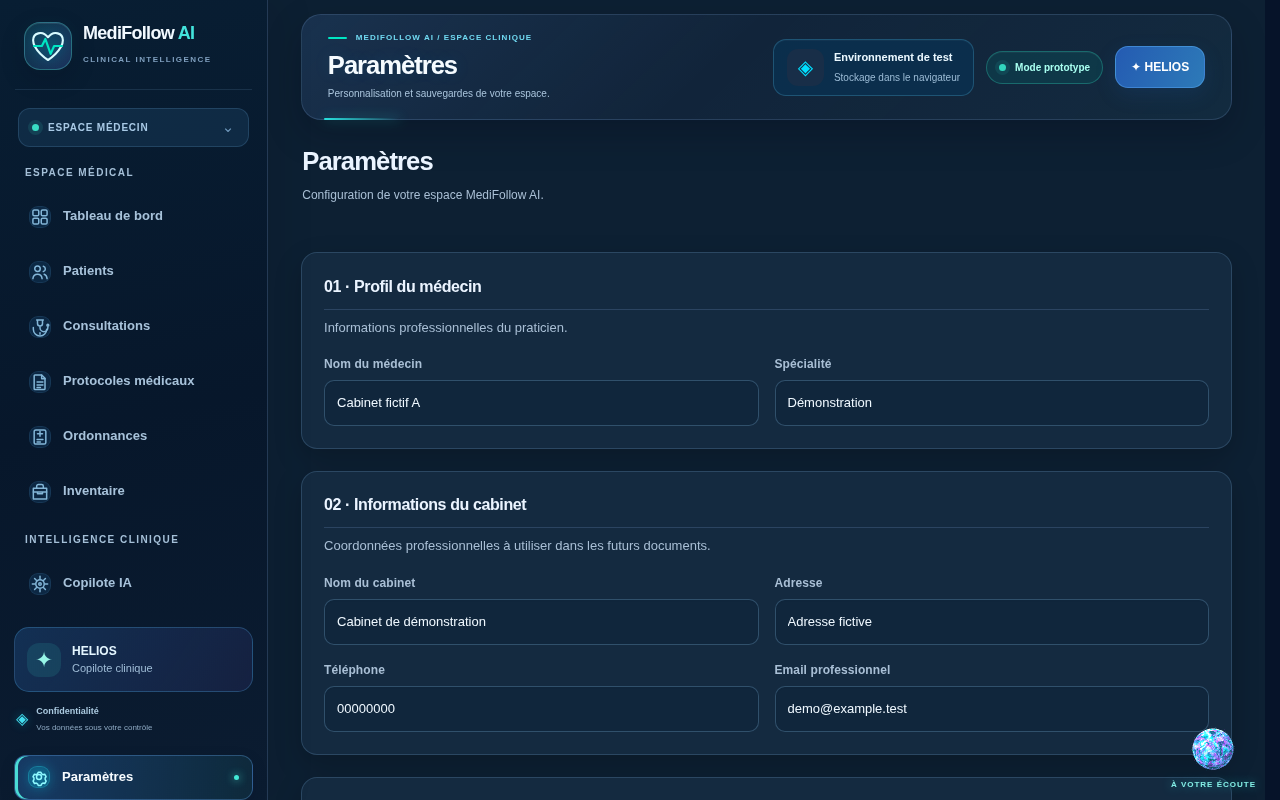 MediFollow AI
CLINICAL INTELLIGENCE
ESPACE MÉDECIN
ESPACE MÉDICAL
Tableau de bord
Patients
Consultations
Protocoles médicaux
Ordonnances
Inventaire
INTELLIGENCE CLINIQUE
Copilote IA
HELIOS
Copilote clinique
Confidentialité
Vos données sous votre contrôle
Paramètres
MEDIFOLLOW AI / ESPACE CLINIQUE
Paramètres
Personnalisation et sauvegardes de votre espace.
Environnement de test
Stockage dans le navigateur
Mode prototype
✦ HELIOS
Paramètres
Configuration de votre espace MediFollow AI.
01 · Profil du médecin
Informations professionnelles du praticien.
Nom du médecin
Spécialité
Cabinet fictif A
Démonstration
02 · Informations du cabinet
Coordonnées professionnelles à utiliser dans les futurs documents.
Nom du cabinet
Adresse
Cabinet de démonstration
Adresse fictive
Téléphone
Email professionnel
00000000
demo@example.test
À VOTRE ÉCOUTE